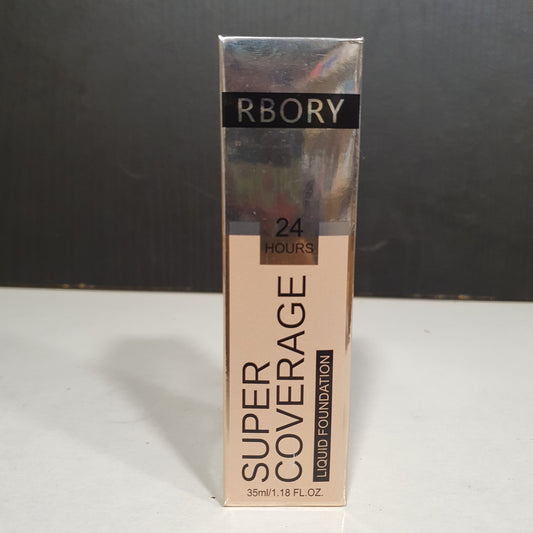 RBORY
24
HOURS
SUPER
COVERAGE
LIQUID FOUNDATION
35ml/1.18 FL.OZ.